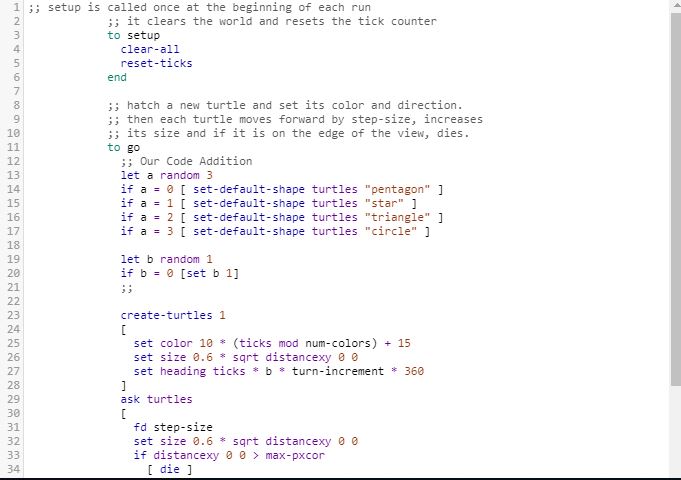 1 ;; setup is called once at the beginning of each run
2 ;; it clears the world and resets the tick counter
3 to setup
4 clear-all
5 reset-ticks
6 end
7
8 ;; hatch a new turtle and set its color and direction.
9 ;; then each turtle moves forward by step-size, increases
10 ;; its size and if it is on the edge of the view, dies.
11 to go
12 ;; Our Code Addition
13 let a random 3
14 if a = 0 [ set-default-shape turtles "pentagon" ]
15 if a = 1 [ set-default-shape turtles "star" ]
16 if a = 2 [ set-default-shape turtles "triangle" ]
17 if a = 3 [ set-default-shape turtles "circle" ]
18
19 let b random 1
20 if b = 0 [set b 1]
21 ;;
22
23 create-turtles 1
24 [
25 set color 10 * (ticks mod num-colors) + 15
26 set size 0.6 * sqrt distancexy 0 0
27 set heading ticks * b * turn-increment * 360
28 ]
29 ask turtles
30 [
31 fd step-size
32 set size 0.6 * sqrt distancexy 0 0
33 if distancexy 0 0 > max-pxcor
34 [ die ]